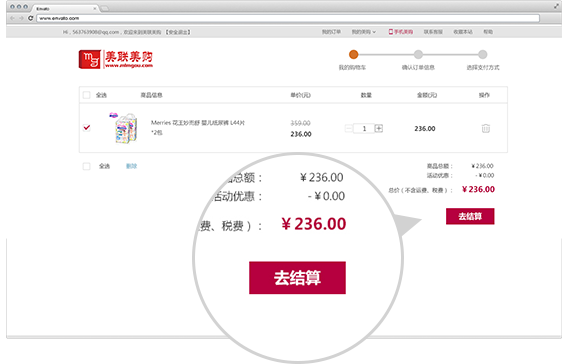 Envato
www.envato.com
Hi，563763908@qq.com，欢迎来到美联美购 【安全退出】
我的订单 我的美购 手机美购 联系客服 收藏本站 帮助
美联美购
www.mlmgou.com
我的购物车 确认订单信息 选择支付方式
全选 商品信息 单价(元) 数量 金额(元) 操作
Merries 花王妙而舒 婴儿纸尿裤 L44片
*2包
359.00
236.00
- 1 +
236.00
全选 删除
商品总额： ￥236.00
活动优惠： -￥0.00
总价（不含运费、税费）： ￥236.00
去结算
品总额： ￥236.00
活动优惠： -￥0.00
费、税费）： ￥236.00
去结算